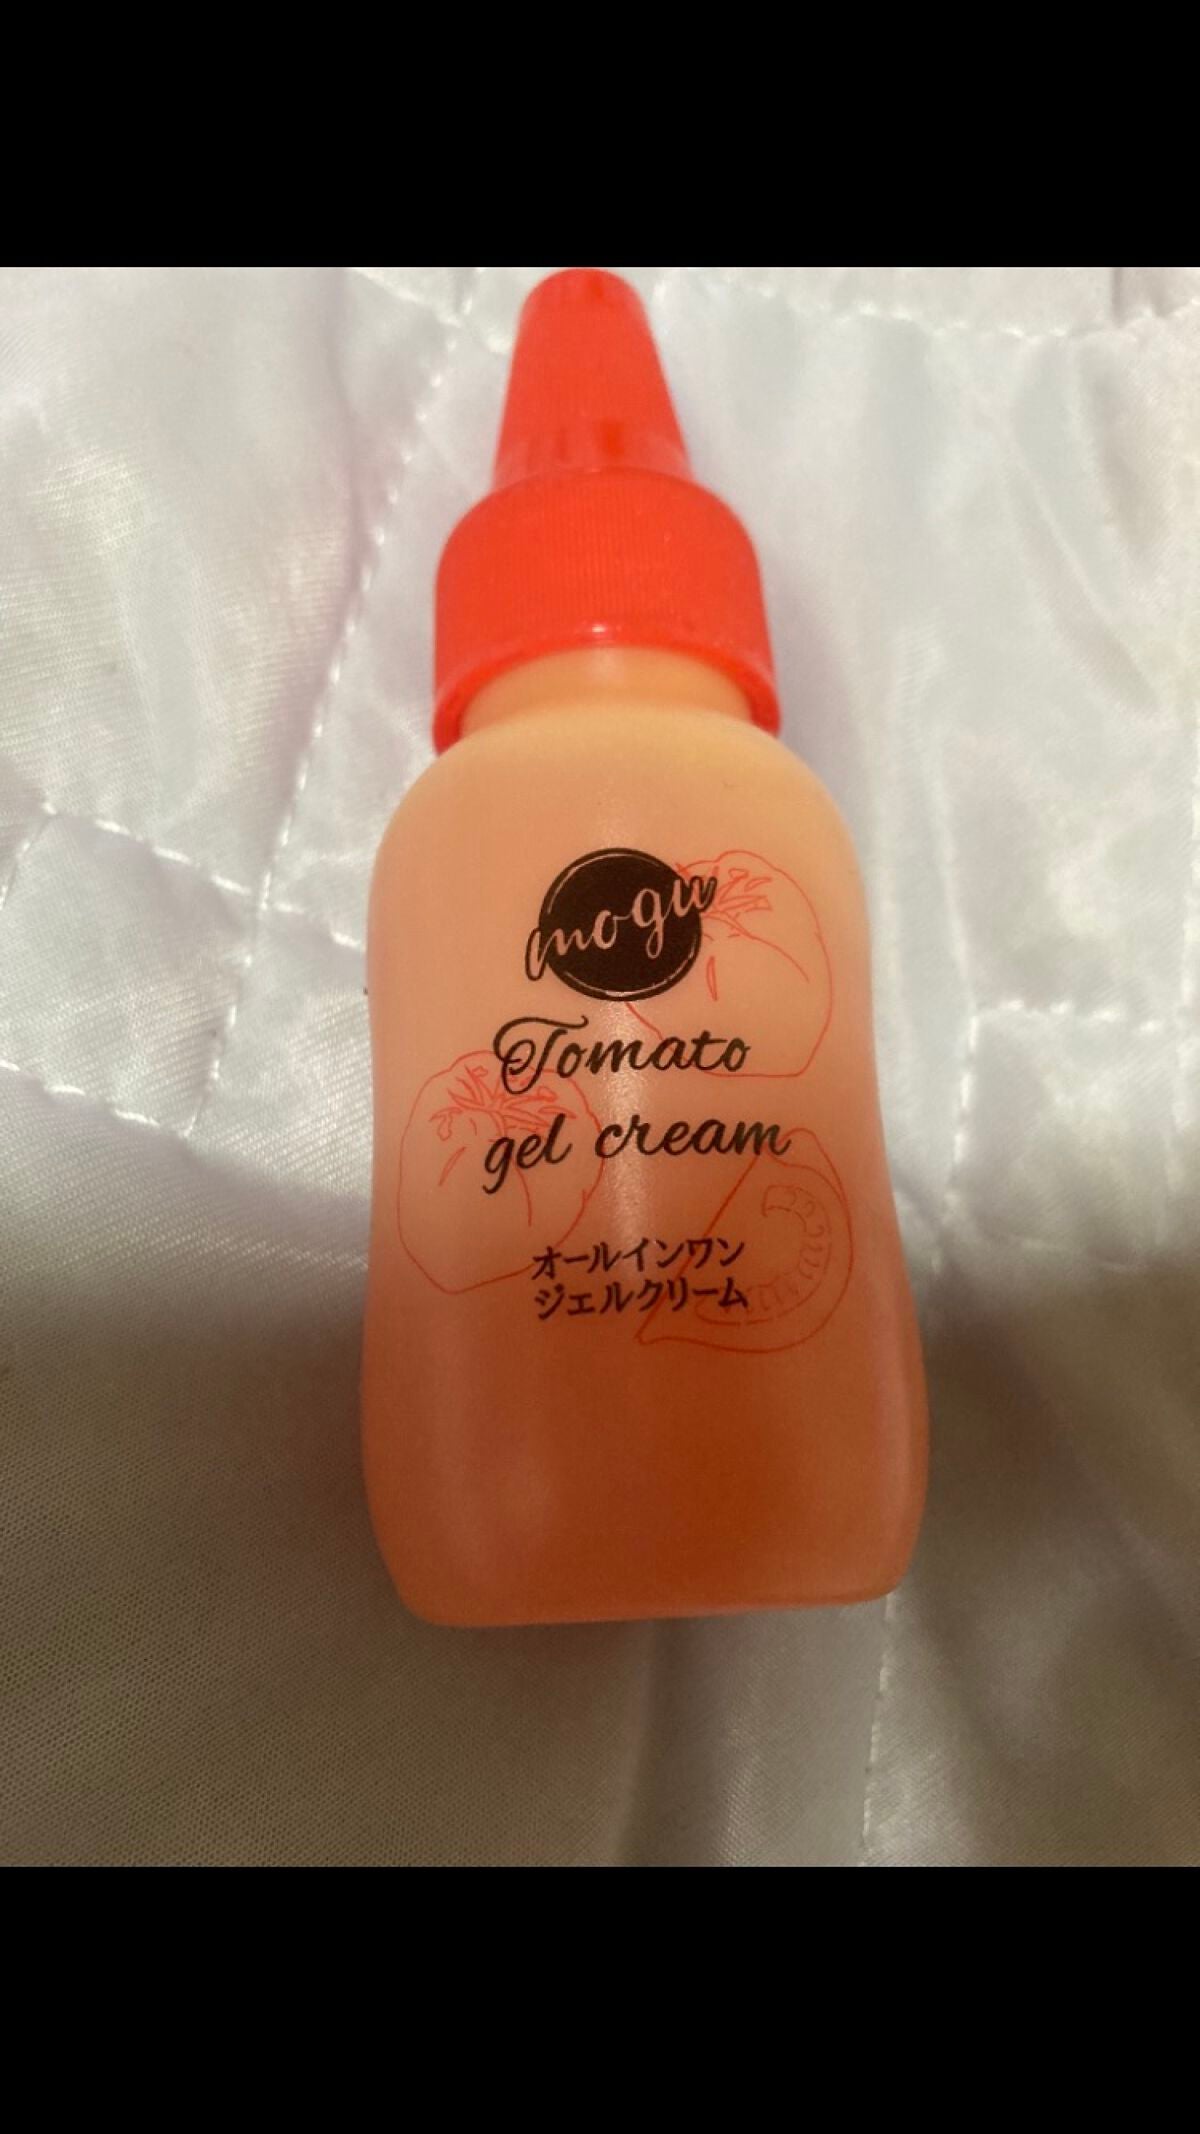 mogu
Tomato
gel cream
オールインワン
ジェルクリーム